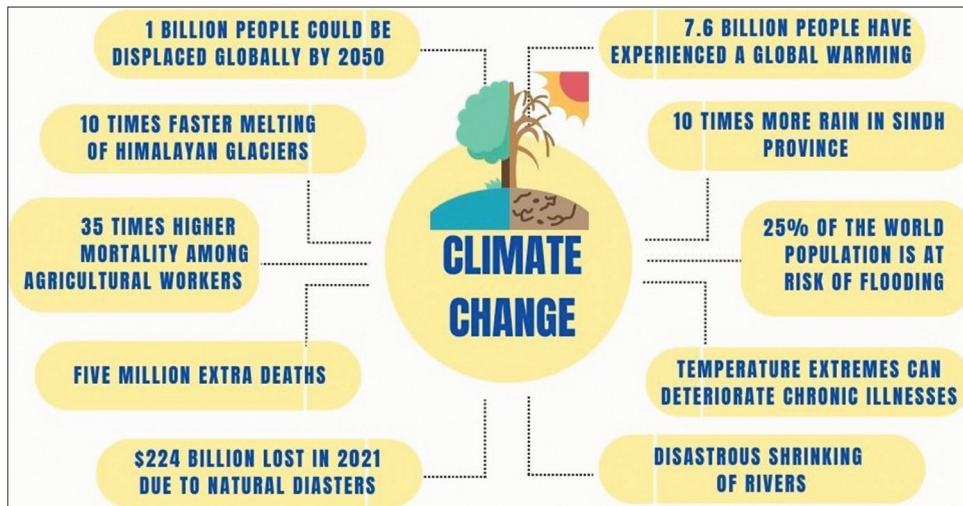 1 BILLION PEOPLE COULD BE
DISPLACED GLOBALLY BY 2050
7.6 BILLION PEOPLE HAVE
EXPERIENCED A GLOBAL WARMING
10 TIMES FASTER MELTING
OF HIMALAYAN GLACIERS
10 TIMES MORE RAIN IN SINDH
PROVINCE
35 TIMES HIGHER
MORTALITY AMONG
AGRICULTURAL WORKERS
CLIMATE
CHANGE
25% OF THE WORLD
POPULATION IS AT
RISK OF FLOODING
FIVE MILLION EXTRA DEATHS
TEMPERATURE EXTREMES CAN
DETERIORATE CHRONIC ILLNESSES
$224 BILLION LOST IN 2021
DUE TO NATURAL DIASTERS
DISASTROUS SHRINKING
OF RIVERS